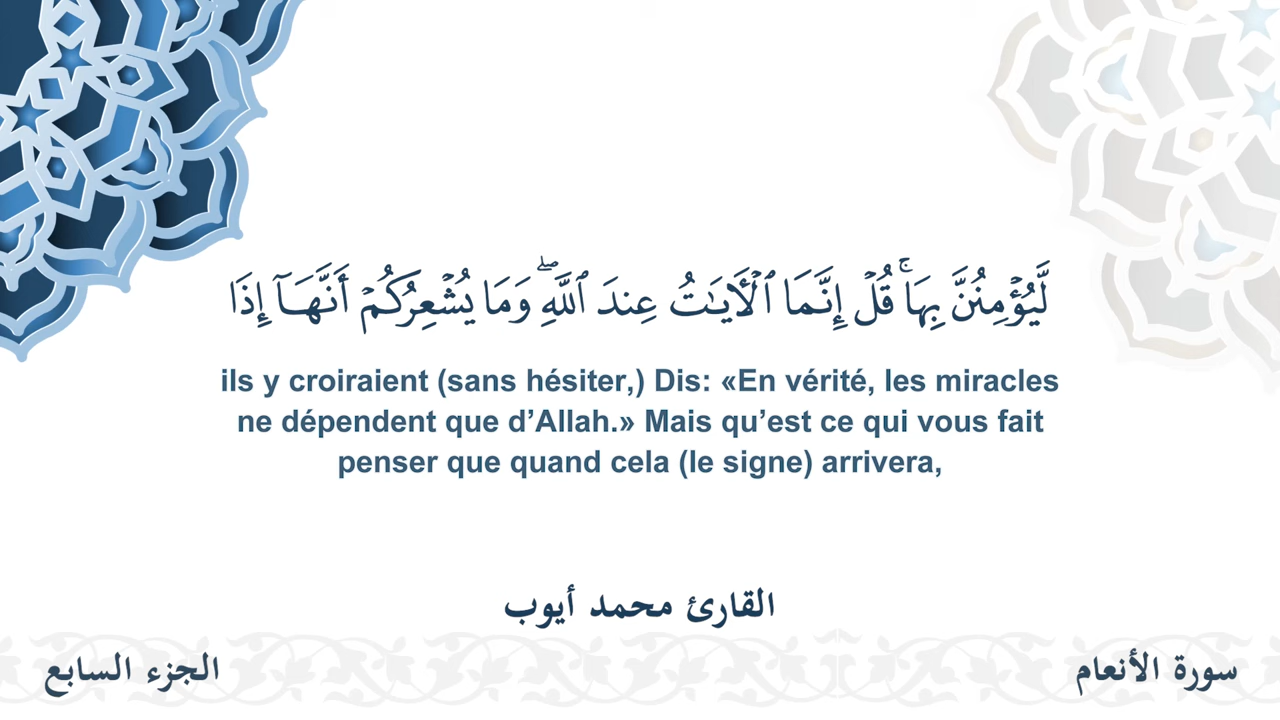 لَّيُؤْمِنُنَّ بِهَا ۚ قُلْ إِنَّمَا ٱلْـَٔايَـٰتُ عِندَ ٱللَّهِ ۖ وَمَا يُشْعِرُكُمْ أَنَّهَآ إِذَا
ils y croiraient (sans hésiter,) Dis: «En vérité, les miracles
ne dépendent que d’Allah.» Mais qu’est ce qui vous fait
penser que quand cela (le signe) arrivera,
القارئ محمد أيوب
سورة الأنعام
الجزء السابع